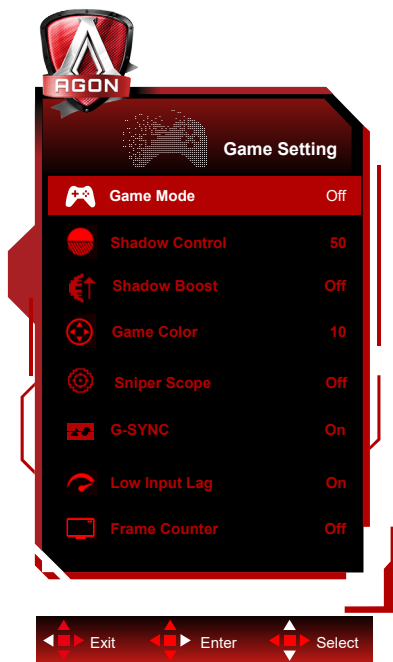 AGON
Game Setting
Game Mode Off
Shadow Control 50
Shadow Boost Off
Game Color 10
Sniper Scope Off
G-SYNC On
Low Input Lag On
Frame Counter Off
Exit Enter Select